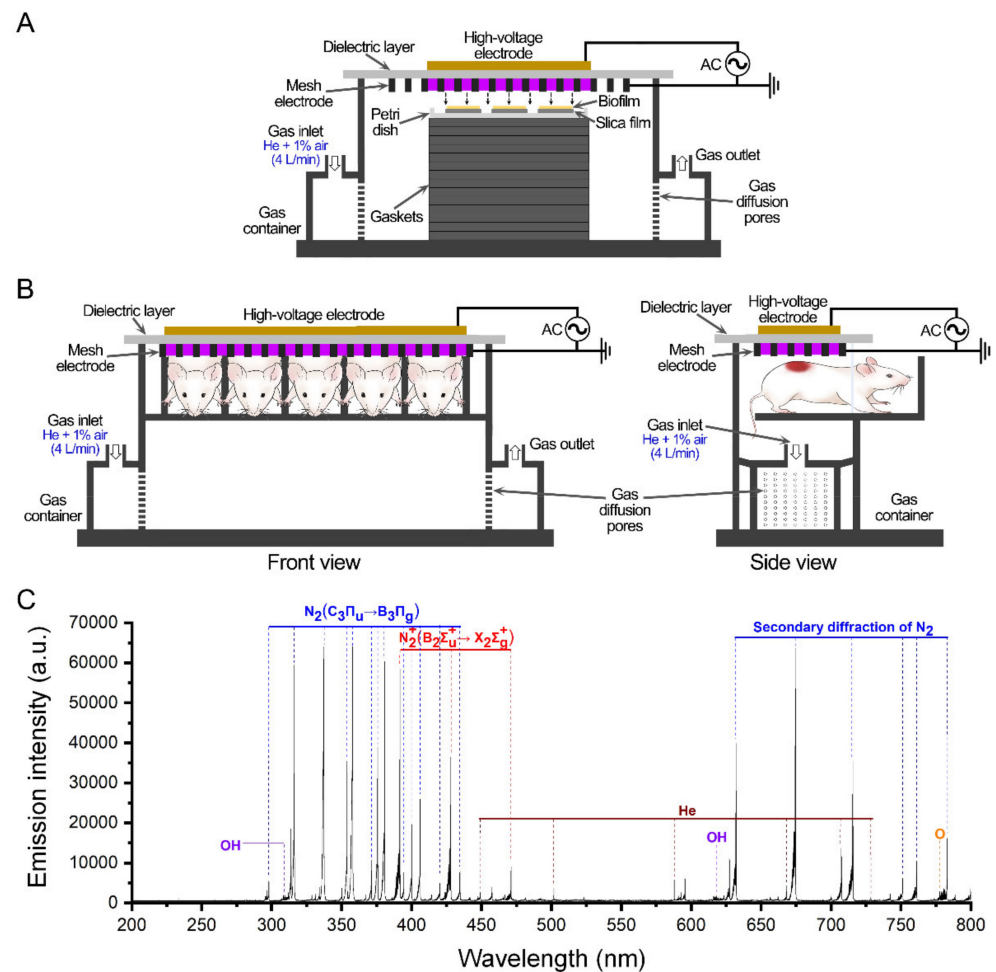 A
High-voltage
electrode
Dielectric layer
AC
Mesh
electrode
Biofilm
Petri
dish
Slica film
Gas inlet
He + 1% air
(4 L/min)
Gas outlet
Gas
diffusion
pores
Gaskets
Gas
container
B
Dielectric layer
High-voltage electrode
AC
Mesh
electrode
Gas inlet
He + 1% air
(4 L/min)
Gas outlet
Gas
container
Gas
diffusion
pores
Front view
High-voltage
electrode
Dielectric layer
AC
Mesh
electrode
Gas inlet
He + 1% air
(4 L/min)
Gas
container
Side view
C
N₂(C₃Πᵤ→B₃Π_g)
N₂⁺(B₂Σᵤ⁺→ X₂Σ_g⁺)
Secondary diffraction of N₂
He
OH
OH
O
Emission intensity (a.u.)
70000
60000
50000
40000
30000
20000
10000
0
200
250
300
350
400
450
500
550
600
650
700
750
800
Wavelength (nm)